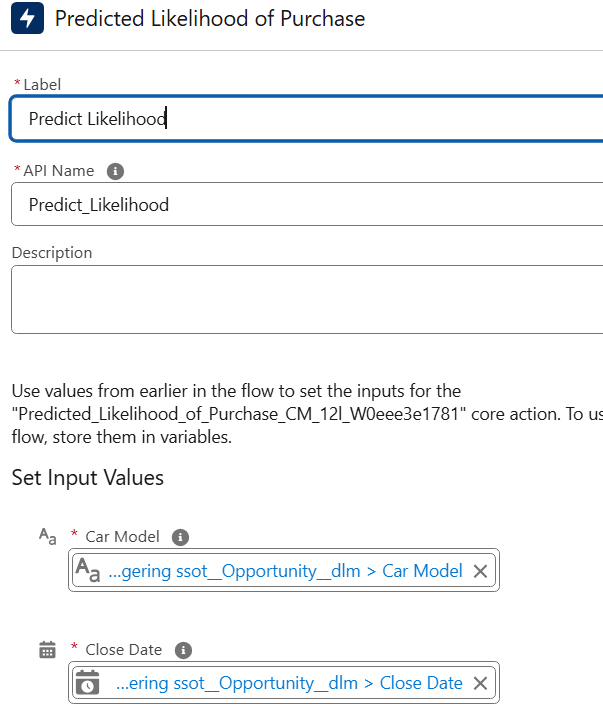 Predicted Likelihood of Purchase
* Label
Predict Likelihood
* API Name
Predict_Likelihood
Description
Use values from earlier in the flow to set the inputs for the
"Predicted_Likelihood_of_Purchase_CM_12l_W0eee3e1781" core action. To us
flow, store them in variables.
Set Input Values
Aa * Car Model
Aa ...gering ssot__Opportunity__dlm > Car Model
* Close Date
...ering ssot__Opportunity__dlm > Close Date